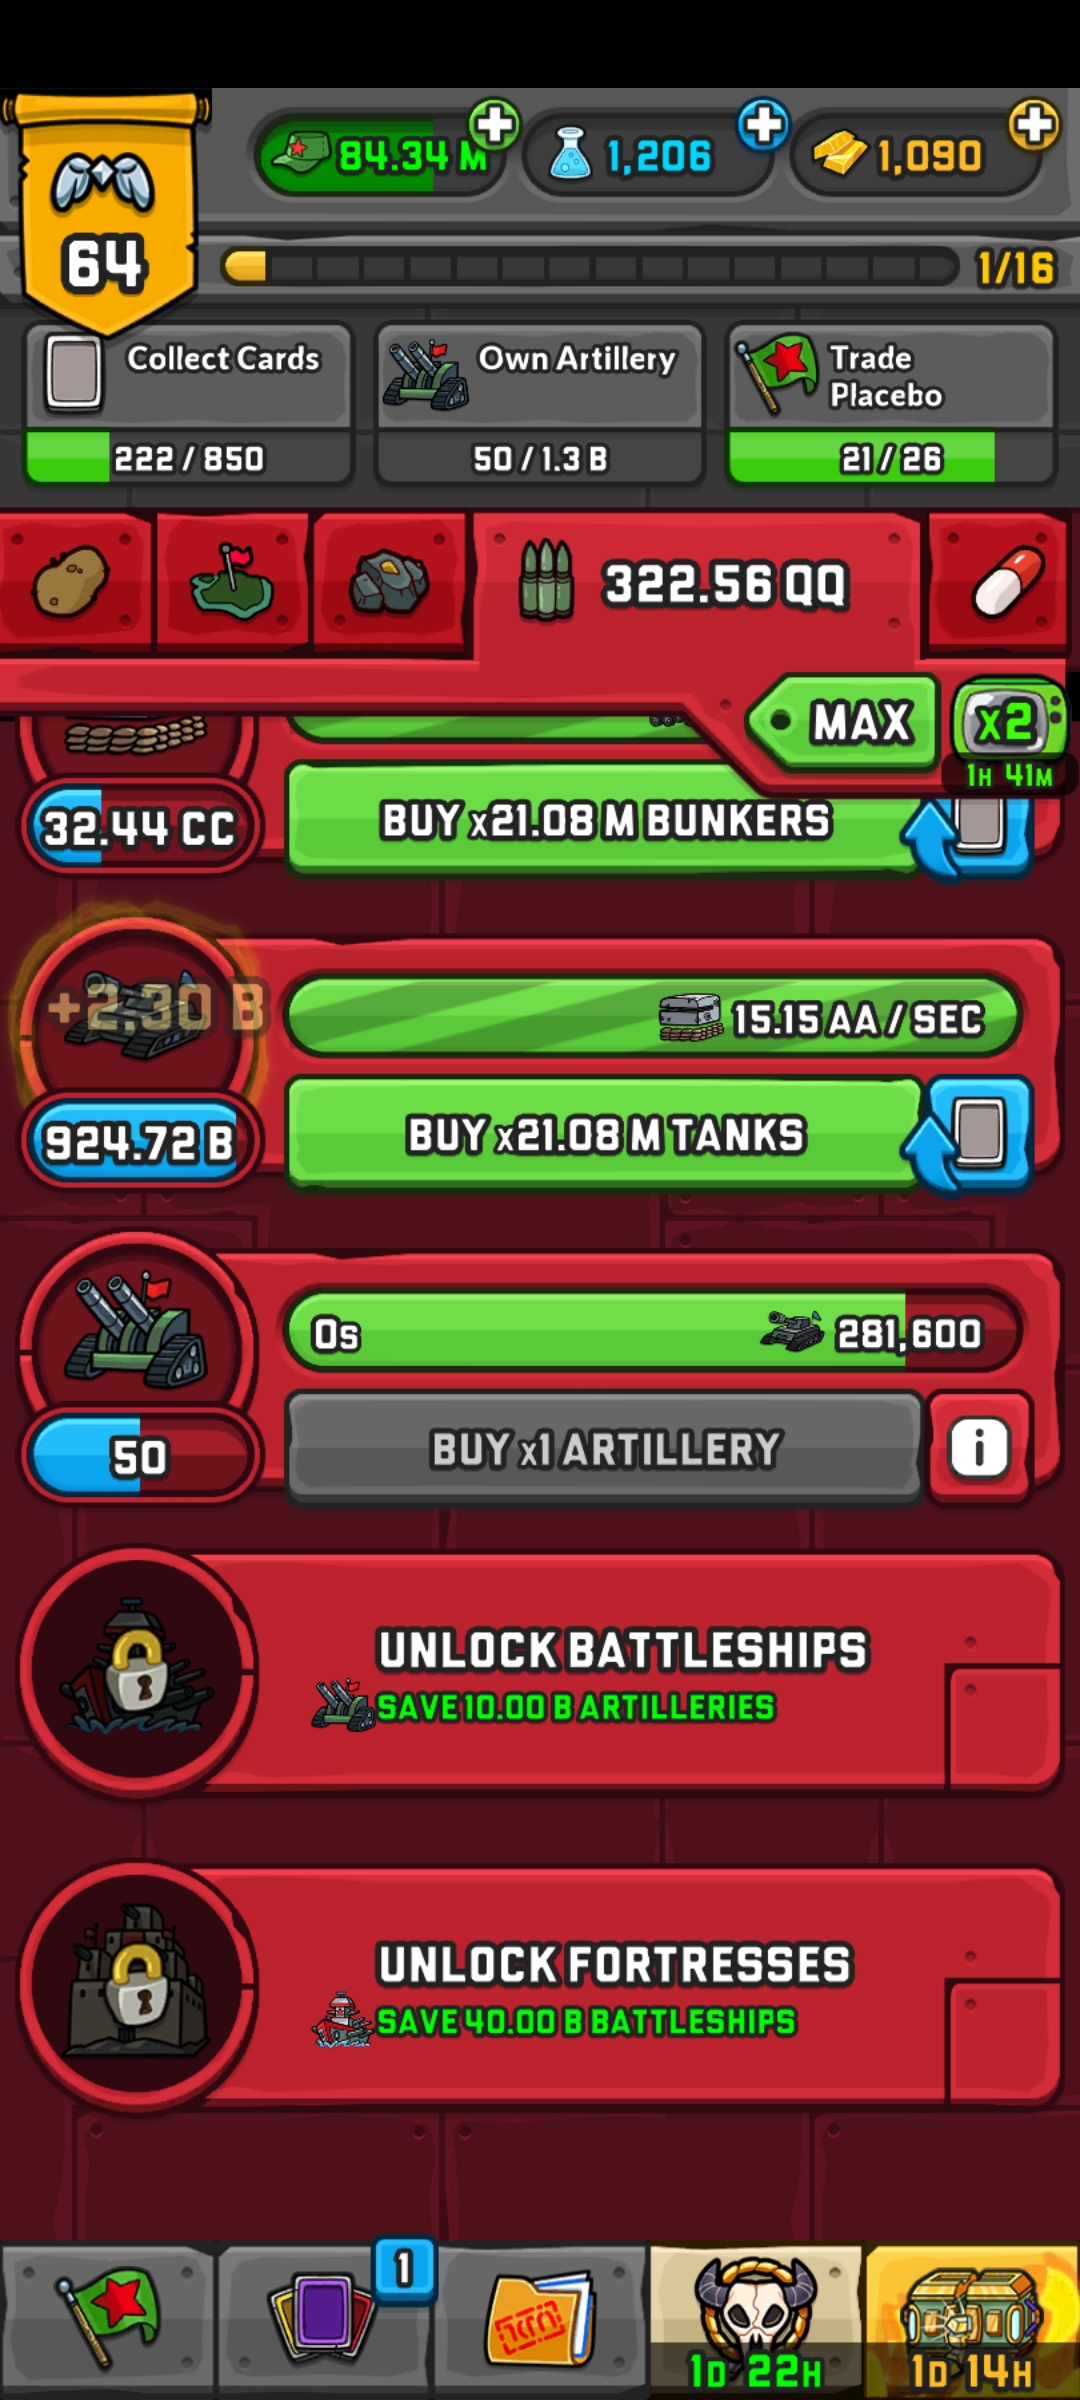 84.34 M
1,206
1,090
64
1/16
Collect Cards
222 / 850
Own Artillery
50 / 1.3 B
Trade
Placebo
21 / 26
322.56 QQ
MAX
x2
1H 41M
32.44 CC
BUY x21.08 M BUNKERS
+2.30 B
15.15 AA / SEC
924.72 B
BUY x21.08 M TANKS
0s
281,600
50
BUY x1 ARTILLERY
i
UNLOCK BATTLESHIPS
SAVE 10.00 B ARTILLERIES
UNLOCK FORTRESSES
SAVE 40.00 B BATTLESHIPS
1
1D 22H
1D 14H